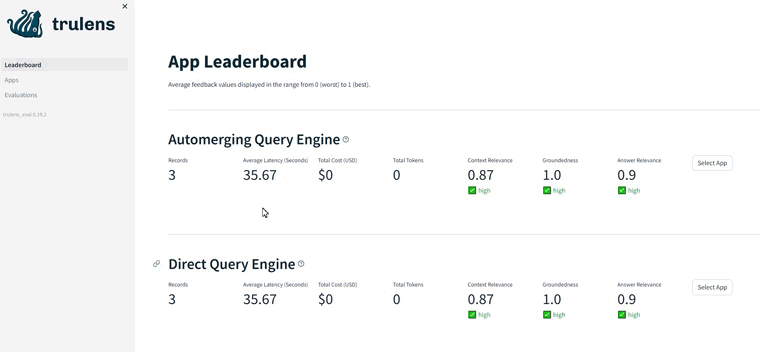 trulens
Leaderboard
Apps
Evaluations
trulens_eval 0.19.2
App Leaderboard
Average feedback values displayed in the range from 0 (worst) to 1 (best).
Automerging Query Engine
Records Average Latency (Seconds) Total Cost (USD) Total Tokens Context Relevance Groundedness Answer Relevance
3 35.67 $0 0 0.87 1.0 0.9
high high high
Select App
Direct Query Engine
Records Average Latency (Seconds) Total Cost (USD) Total Tokens Context Relevance Groundedness Answer Relevance
3 35.67 $0 0 0.87 1.0 0.9
high high high
Select App